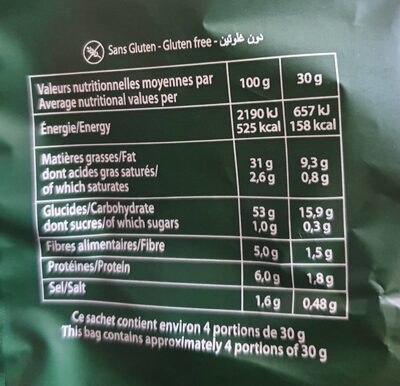 Sans Gluten - Gluten free - دون غلوتين
Valeurs nutritionnelles moyennes par 100 g 30 g
Average nutritional values per
Énergie/Energy 2190 kJ 657 kJ
525 kcal 158 kcal
Matières grasses/Fat 31 g 9,3 g
dont acides gras saturés/ 2,6 g 0,8 g
of which saturates
Glucides/Carbohydrate 53 g 15,9 g
dont sucres/of which sugars 1,0 g 0,3 g
Fibres alimentaires/Fibre 5,0 g 1,5 g
Protéines/Protein 6,0 g 1,8 g
Sel/Salt 1,6 g 0,48 g
Ce sachet contient environ 4 portions de 30 g
This bag contains approximately 4 portions of 30 g